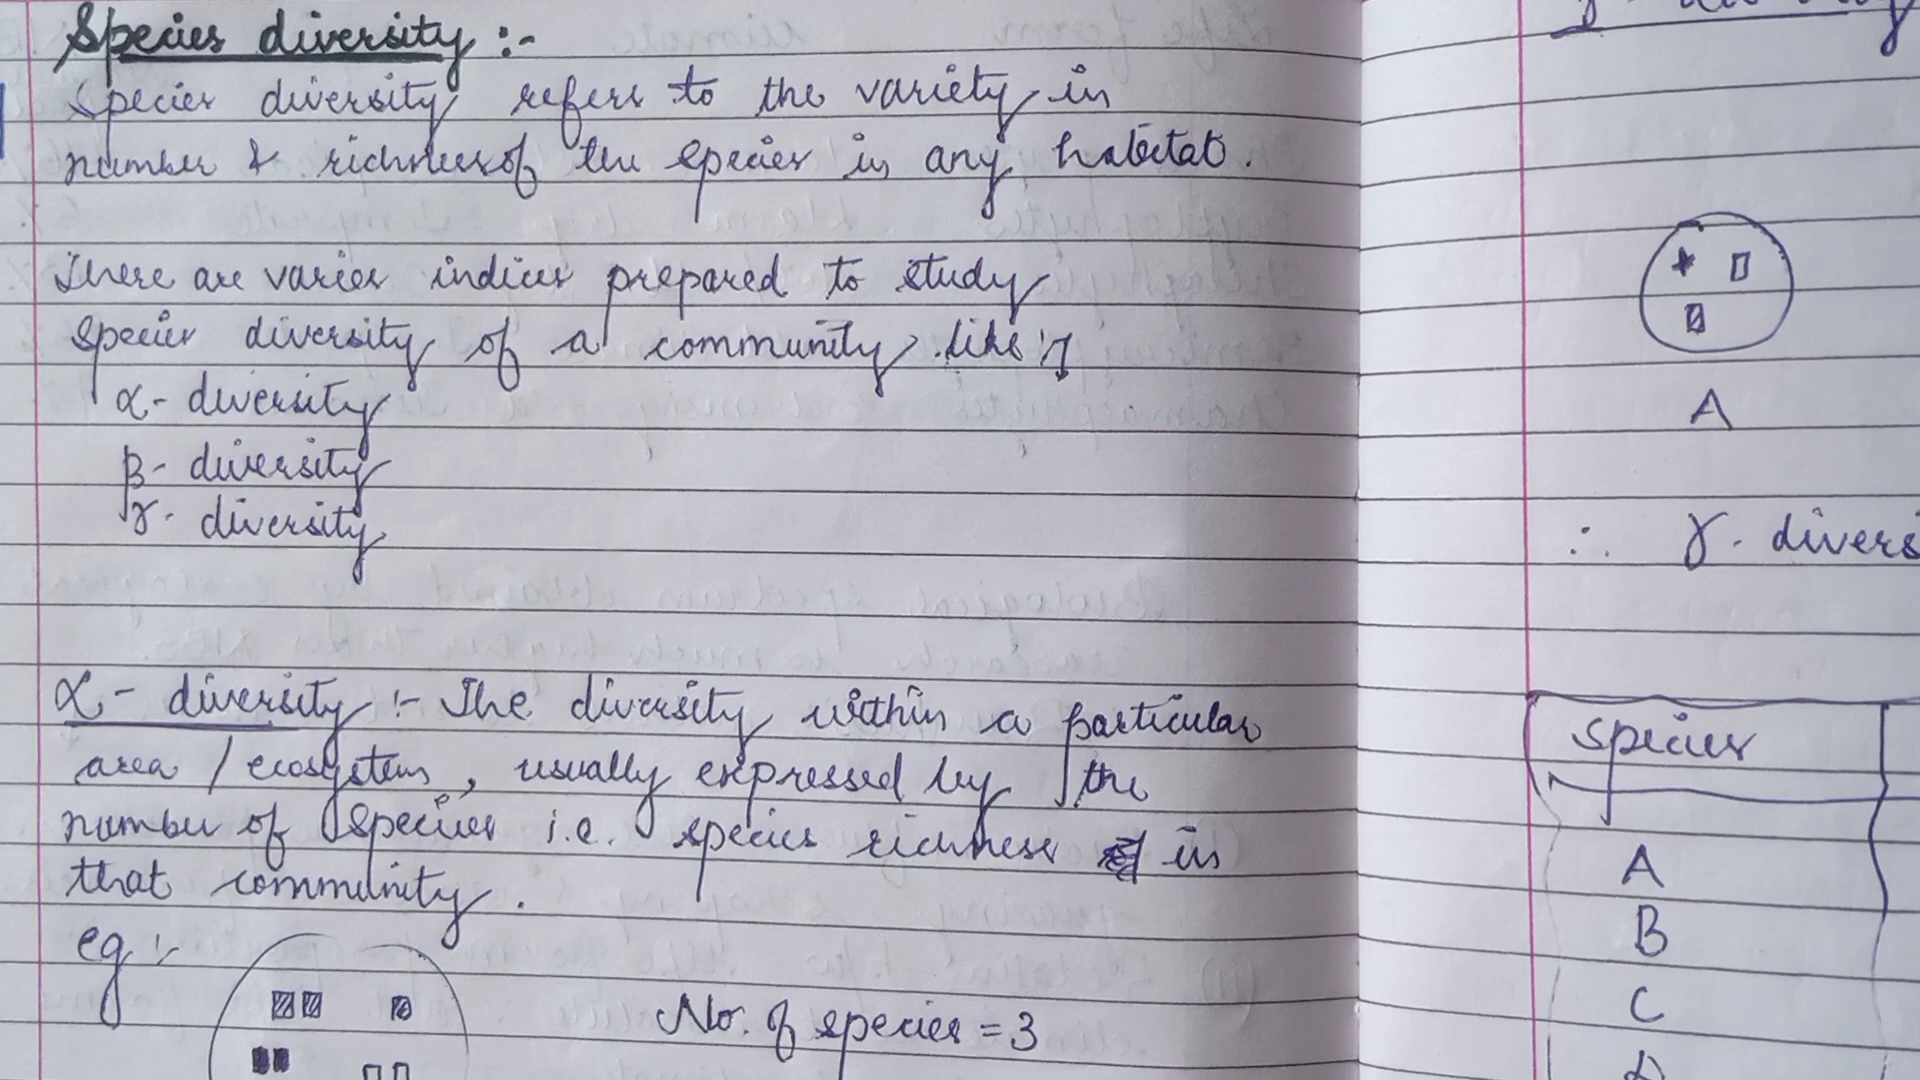 Species diversity :-
Species diversity refers to the variety in
number & richness of the species in any habitat.
There are varies indices prepared to study
species diversity of a community like :-
α- diversity
β- diversity
γ- diversity
α- diversity :- The diversity within a particular
area / ecosystem, usually expressed by the
number of species i.e. species richness in
that community.
eg :-
No. of species = 3
A
∴ γ- divers
species
A
B
C
D